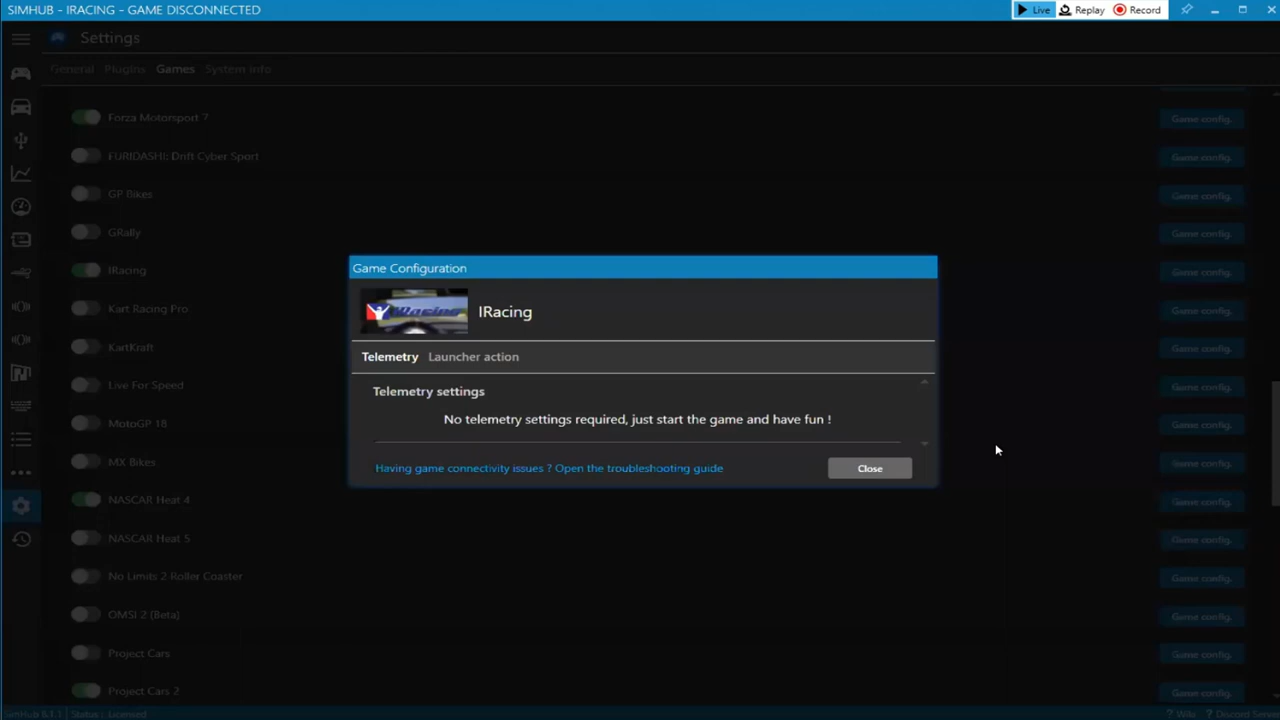 SIMHUB - IRACING - GAME DISCONNECTED
Live Replay Record
Settings
General Plugins Games System info
Forza Motorsport 7 Game config.
FURIDASHI: Drift Cyber Sport Game config.
GP Bikes Game config.
GRally Game config.
IRacing Game config.
Kart Racing Pro Game config.
KartKraft Game config.
Live For Speed Game config.
MotoGP 18 Game config.
MX Bikes Game config.
NASCAR Heat 4 Game config.
NASCAR Heat 5 Game config.
No Limits 2 Roller Coaster Game config.
OMSI 2 (Beta) Game config.
Project Cars Game config.
Project Cars 2 Game config.
Game Configuration
iRacing
IRacing
Telemetry Launcher action
Telemetry settings
No telemetry settings required, just start the game and have fun !
Having game connectivity issues ? Open the troubleshooting guide
Close
Status : Licensed
? Wiki ? Discord